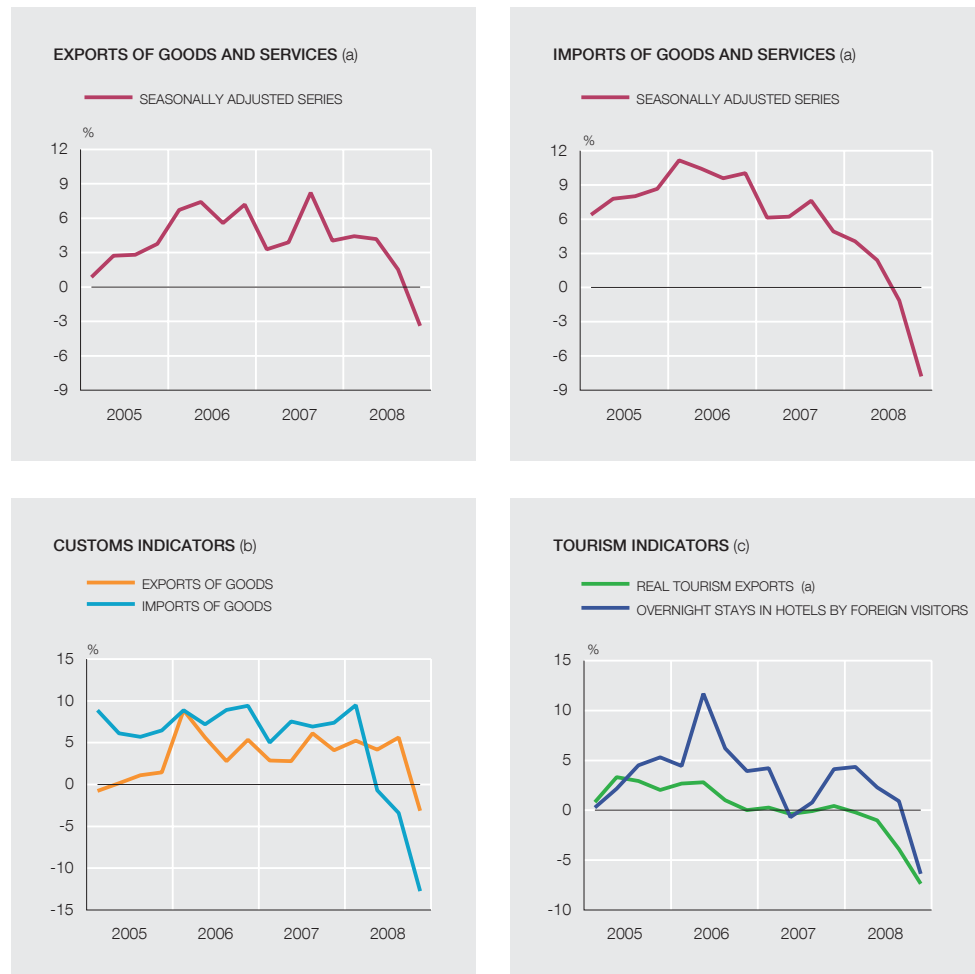 EXPORTS OF GOODS AND SERVICES (a)
SEASONALLY ADJUSTED SERIES
%
12
9
6
3
0
-3
-6
-9
2005 2006 2007 2008
IMPORTS OF GOODS AND SERVICES (a)
SEASONALLY ADJUSTED SERIES
%
12
9
6
3
0
-3
-6
-9
2005 2006 2007 2008
CUSTOMS INDICATORS (b)
EXPORTS OF GOODS
IMPORTS OF GOODS
%
15
10
5
0
-5
-10
-15
2005 2006 2007 2008
TOURISM INDICATORS (c)
REAL TOURISM EXPORTS (a)
OVERNIGHT STAYS IN HOTELS BY FOREIGN VISITORS
%
15
10
5
0
-5
-10
2005 2006 2007 2008